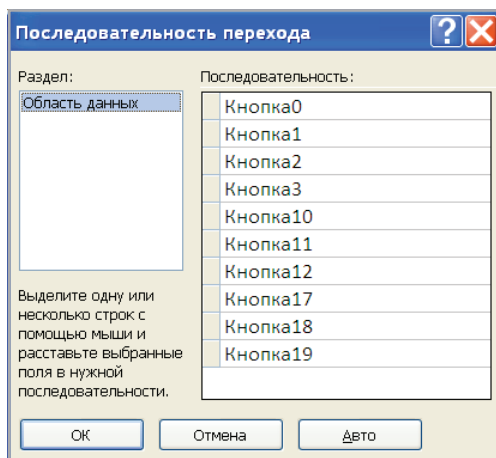 Последовательность перехода
Раздел:
Область данных
Выделите одну или
несколько строк с
помощью мыши и
расставьте выбранные
поля в нужной
последовательности.
Последовательность:
Кнопка0
Кнопка1
Кнопка2
Кнопка3
Кнопка10
Кнопка11
Кнопка12
Кнопка17
Кнопка18
Кнопка19
ОК
Отмена
Авто